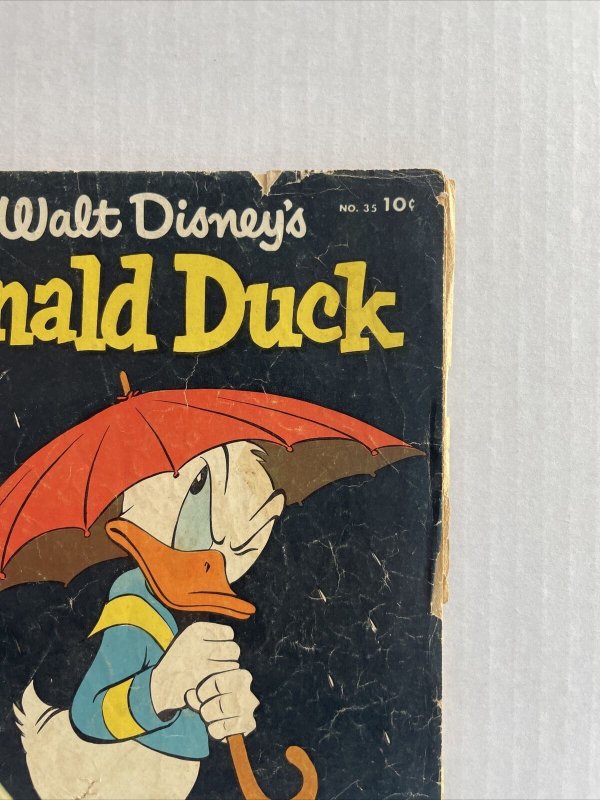 Walt Disney's
NO. 35 10¢
nald Duck